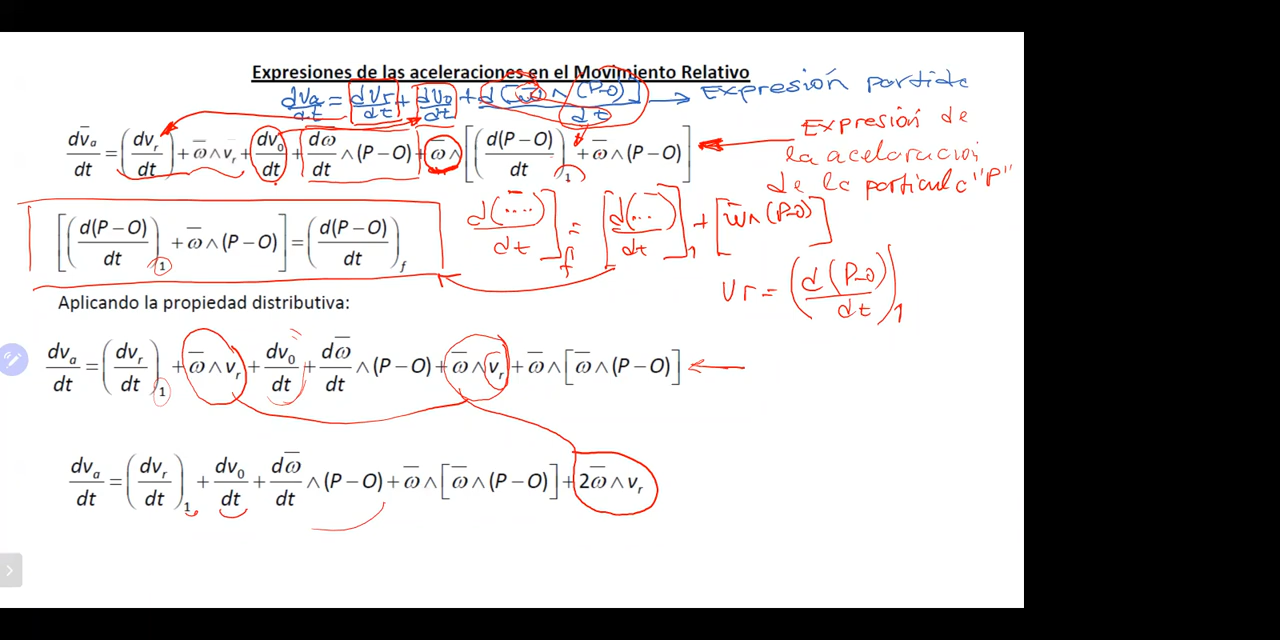 Expresiones de las aceleraciones en el Movimiento Relativo
dVa/dt = dVr/dt + dVo/dt + d[ω̄ ∧ (P-O)]/dt → Expresión partida
dv̄ₐ/dt = (dvᵣ/dt) + ω̄ ∧ vᵣ + dv₀/dt + dω̄/dt ∧ (P – O) + ω̄ ∧ [(d(P – O)/dt)₁ + ω̄ ∧ (P – O)]
Expresión de
la aceleración
de la partícula "P"
[(d(P – O)/dt)₁ + ω̄ ∧ (P – O)] = (d(P – O)/dt)f
d(....)/dt]f = [d(...)/dt]₁ + [ω̄ ∧ (P-O)]
Vr = (d(P-O)/dt)₁
Aplicando la propiedad distributiva:
dvₐ/dt = (dvᵣ/dt)₁ + ω̄ ∧ vᵣ + dv₀/dt + dω̄/dt ∧ (P – O) + ω̄ ∧ vᵣ + ω̄ ∧ [ω̄ ∧ (P – O)]
dvₐ/dt = (dvᵣ/dt)₁ + dv₀/dt + dω̄/dt ∧ (P – O) + ω̄ ∧ [ω̄ ∧ (P – O)] + 2ω̄ ∧ vᵣ